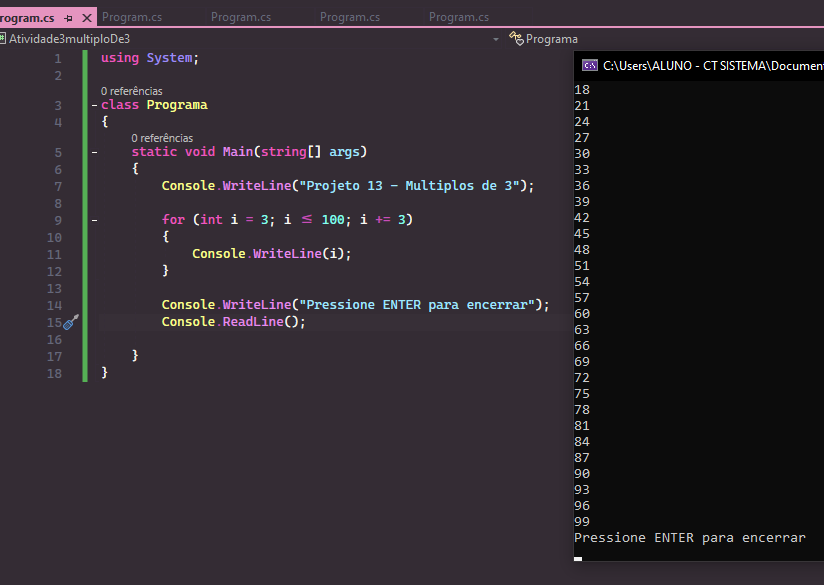 rogram.cs Program.cs Program.cs Program.cs Program.cs
Atividade3multiploDe3 Programa
1 using System;
2
0 referências
3 class Programa
4 {
0 referências
5 static void Main(string[] args)
6 {
7 Console.WriteLine("Projeto 13 - Multiplos de 3");
8
9 for (int i = 3; i ≤ 100; i += 3)
10 {
11 Console.WriteLine(i);
12 }
13
14 Console.WriteLine("Pressione ENTER para encerrar");
15 Console.ReadLine();
16
17 }
18 }
C:\Users\ALUNO - CT SISTEMA\Document
18
21
24
27
30
33
36
39
42
45
48
51
54
57
60
63
66
69
72
75
78
81
84
87
90
93
96
99
Pressione ENTER para encerrar